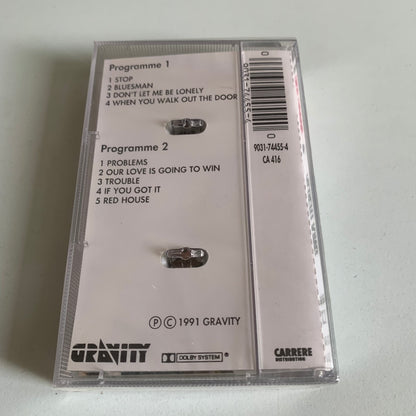 Programme 1
1 STOP
2 BLUESMAN
3 DON'T LET ME BE LONELY
4 WHEN YOU WALK OUT THE DOOR
Programme 2
1 PROBLEMS
2 OUR LOVE IS GOING TO WIN
3 TROUBLE
4 IF YOU GOT IT
5 RED HOUSE
Ⓟ © 1991 GRAVITY
GRAVITY
DOLBY SYSTEM ®
9031-74455-4
CA 416
CARRERE
DISTRIBUTION